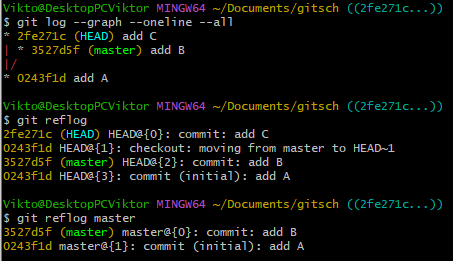 Vikto@DesktopPCViktor MINGW64 ~/Documents/gitsch ((2fe271c...))
$ git log --graph --oneline --all
* 2fe271c (HEAD) add C
| * 3527d5f (master) add B
|/
* 0243f1d add A
Vikto@DesktopPCViktor MINGW64 ~/Documents/gitsch ((2fe271c...))
$ git reflog
2fe271c (HEAD) HEAD@{0}: commit: add C
0243f1d HEAD@{1}: checkout: moving from master to HEAD~1
3527d5f (master) HEAD@{2}: commit: add B
0243f1d HEAD@{3}: commit (initial): add A
Vikto@DesktopPCViktor MINGW64 ~/Documents/gitsch ((2fe271c...))
$ git reflog master
3527d5f (master) master@{0}: commit: add B
0243f1d master@{1}: commit (initial): add A